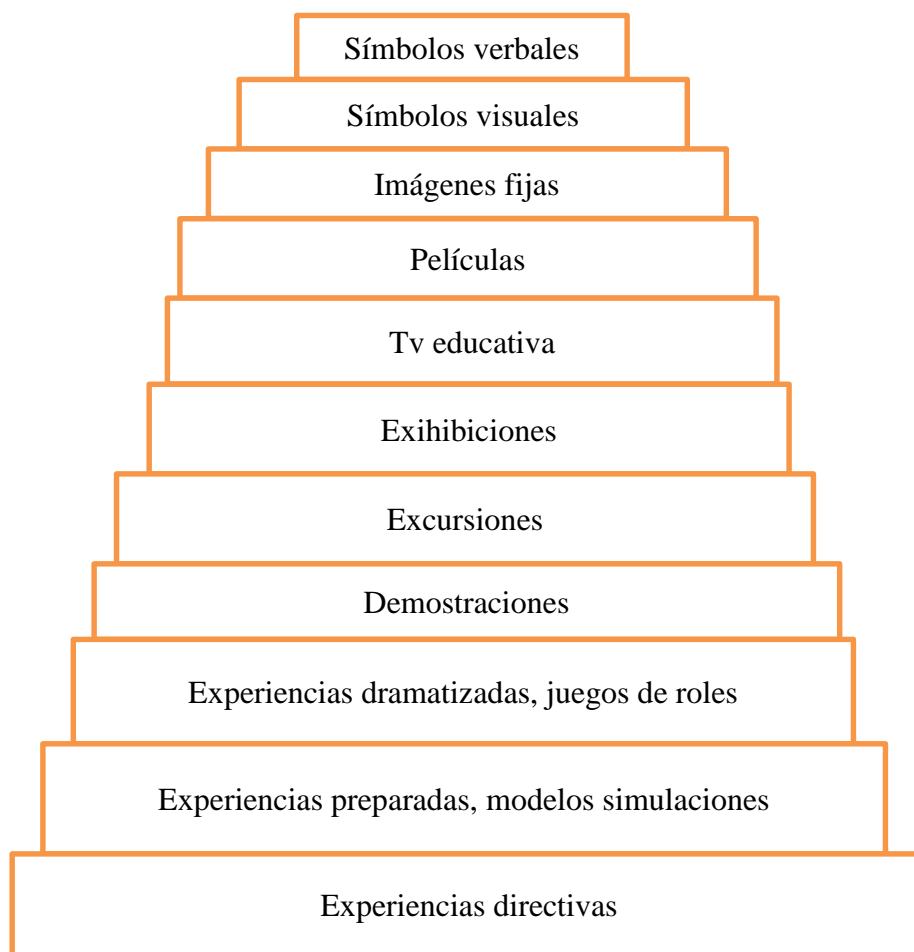 Símbolos verbales
Símbolos visuales
Imágenes fijas
Películas
Tv educativa
Exihibiciones
Excursiones
Demostraciones
Experiencias dramatizadas, juegos de roles
Experiencias preparadas, modelos simulaciones
Experiencias directivas